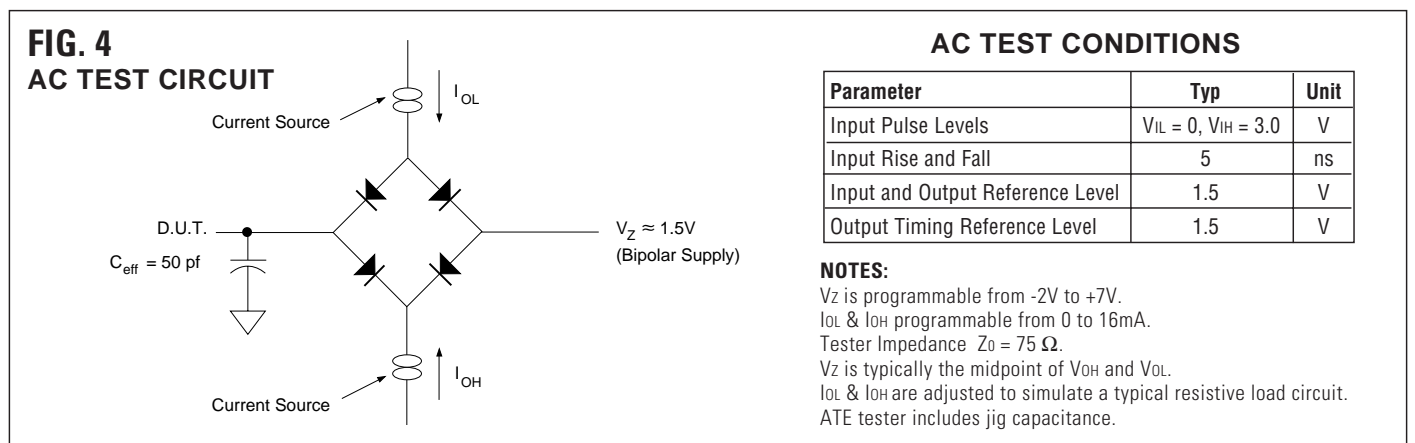 FIG. 4
AC TEST CIRCUIT
Current Source
IOL
D.U.T.
Ceff = 50 pf
VZ ≈ 1.5V
(Bipolar Supply)
IOH
Current Source
AC TEST CONDITIONS
Parameter Typ Unit
Input Pulse Levels VIL = 0, VIH = 3.0 V
Input Rise and Fall 5 ns
Input and Output Reference Level 1.5 V
Output Timing Reference Level 1.5 V
NOTES:
VZ is programmable from -2V to +7V.
IOL & IOH programmable from 0 to 16mA.
Tester Impedance Z0 = 75 Ω.
VZ is typically the midpoint of VOH and VOL.
IOL & IOH are adjusted to simulate a typical resistive load circuit.
ATE tester includes jig capacitance.